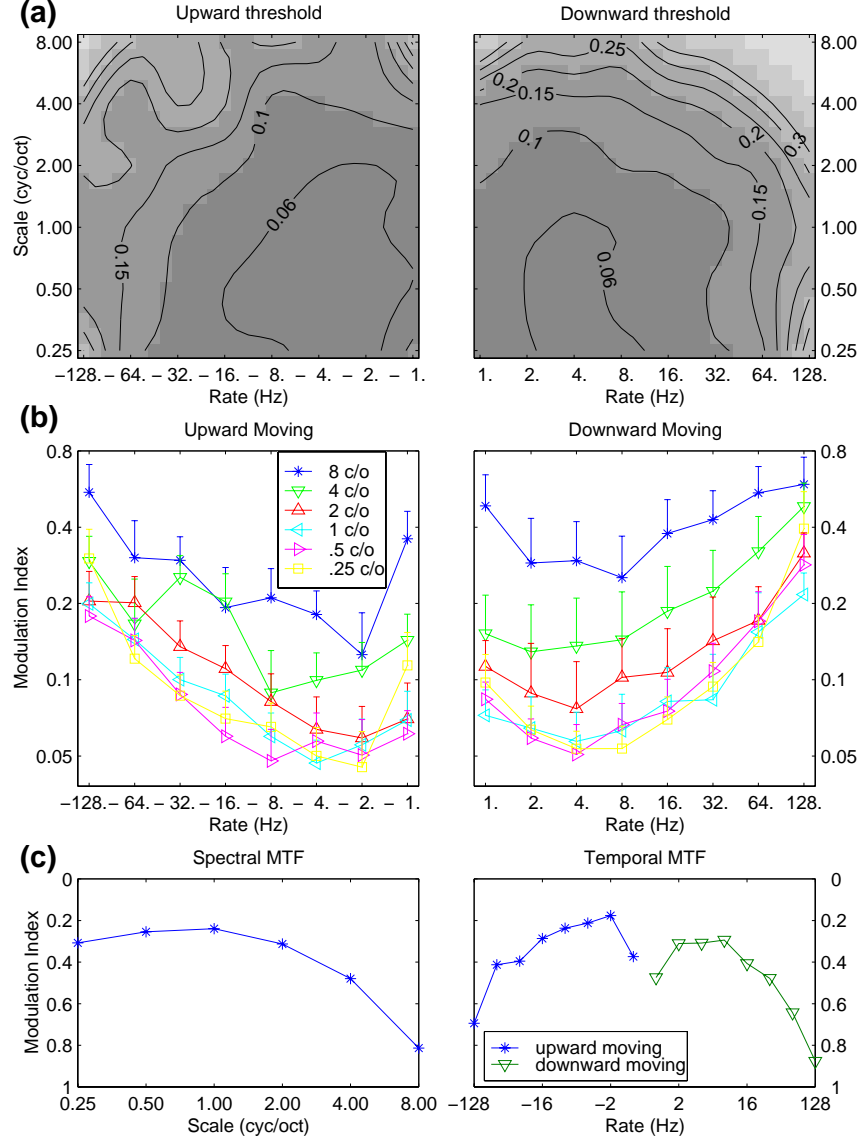 (a)
Upward threshold
Downward threshold
8.00
4.00
2.00
1.00
0.50
0.25
Scale (cyc/oct)
0.1
0.06
0.15
−128. − 64. − 32. − 16. − 8. − 4. − 2. − 1.
Rate (Hz)
0.25
0.2
0.15
0.1
0.2
0.3
0.15
0.06
8.00
4.00
2.00
1.00
0.50
0.25
1. 2. 4. 8. 16. 32. 64. 128.
Rate (Hz)
(b)
Upward Moving
Downward Moving
0.8
0.4
0.2
0.1
0.05
Modulation Index
8 c/o
4 c/o
2 c/o
1 c/o
.5 c/o
.25 c/o
−128. − 64. − 32. − 16. − 8. − 4. − 2. − 1.
Rate (Hz)
0.8
0.4
0.2
0.1
0.05
1. 2. 4. 8. 16. 32. 64. 128.
Rate (Hz)
(c)
Spectral MTF
Temporal MTF
0
0.2
0.4
0.6
0.8
1
Modulation Index
0.25 0.50 1.00 2.00 4.00 8.00
Scale (cyc/oct)
0
0.2
0.4
0.6
0.8
1
upward moving
downward moving
−128 −16 −2 2 16 128
Rate (Hz)